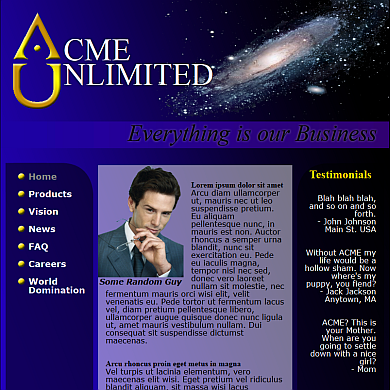 ACME
UNLIMITED
Everything is our Business
Home
Products
Vision
News
FAQ
Careers
World
Domination
Some Random Guy
Lorem ipsum dolor sit amet
Arcu diam ullamcorper
ut, mauris nec ut leo
suspendisse pretium.
Eu aliquam
pellentesque nunc, in
mauris est non. Auctor
rhoncus a semper urna
blandit, nunc sit
exercitation eu. Pede
eu iaculis magna,
tempor nisl nec sed,
donec vero laoreet
nullam sit molestie, nec
fermentum mauris orci wisi elit, velit
venenatis eu. Pede tortor ut fermentum lacus
vel, diam pretium pellentesque libero,
ullamcorper augue quisque donec nunc ligula
ut, amet mauris vestibulum nullam. Dui
consequat sit suspendisse dictumst
maecenas.
Arcu rhoncus proin eget metus in magna
Vel turpis ut lacinia elementum, vero
maecenas elit wisi. Eget pretium vel ridiculus
blandit aliquam, sit massa wisi lacus
Testimonials
Blah blah blah,
and so on and so
forth.
- John Johnson
Main St. USA
Without ACME my
life would be a
hollow sham. Now
where's my
puppy, you fiend?
- Jack Jackson
Anytown, MA
ACME? This is
your Mother.
When are you
going to settle
down with a nice
girl?
- Mom